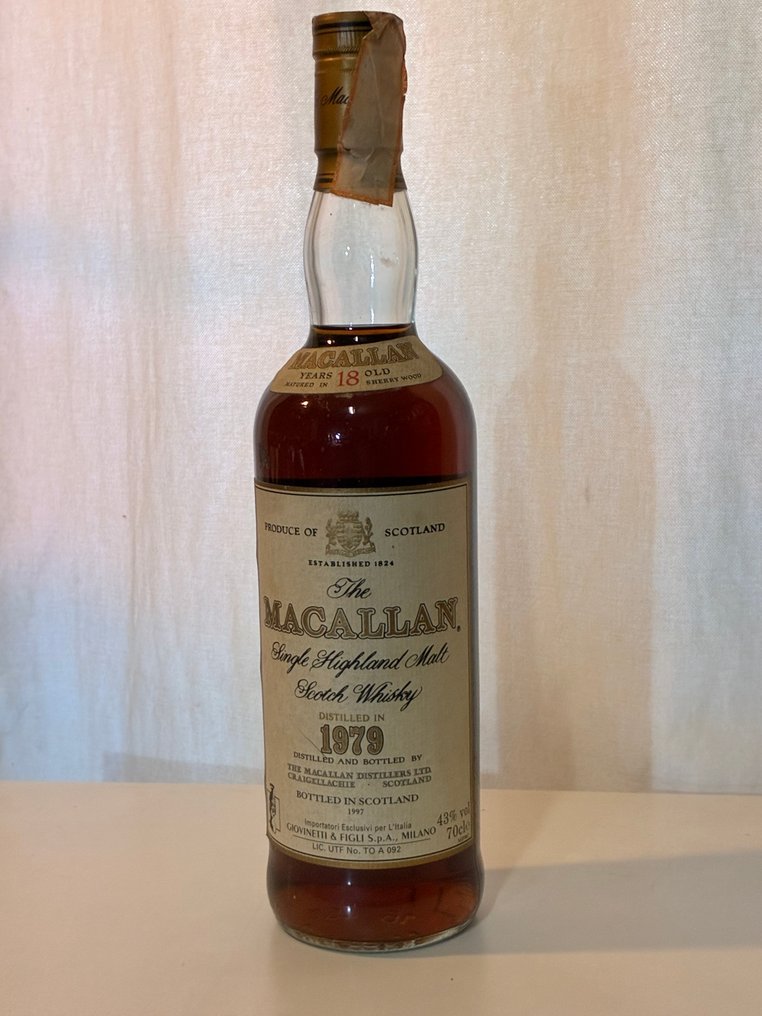 Mac
MACALLAN
YEARS 18 OLD
MATURED IN SHERRY WOOD
PRODUCE OF SCOTLAND
ESTABLISHED 1824
The
MACALLAN
Single Highland Malt
Scotch Whisky
DISTILLED IN
1979
DISTILLED AND BOTTLED BY
THE MACALLAN DISTILLERS LTD.
CRAIGELLACHIE · SCOTLAND
BOTTLED IN SCOTLAND
1997
Importatori Esclusivi per L'Italia
GIOVINETTI & FIGLI S.p.A., MILANO
LIC. UTF No. TO A 092
43% vol
70cl